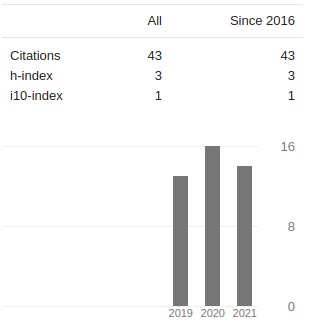 All Since 2016
Citations 43 43
h-index 3 3
i10-index 1 1
16
8
0
2019 2020 2021